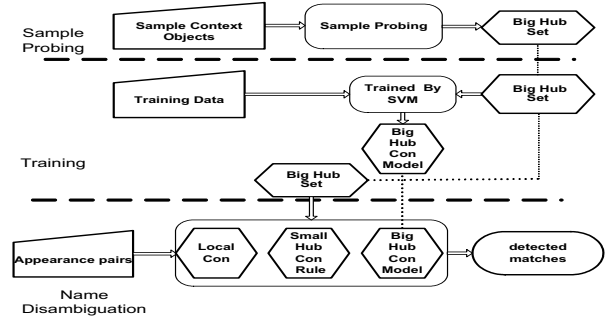 Sample Context
Objects
Sample Probing
Big Hub
Set
Sample
Probing
Training Data
Trained By
SVM
Big Hub
Set
Big
Hub
Con
Model
Training
Big Hub
Set
Appearance pairs
Local
Con
Small
Hub
Con
Rule
Big
Hub
Con
Model
detected
matches
Name
Disambiguation